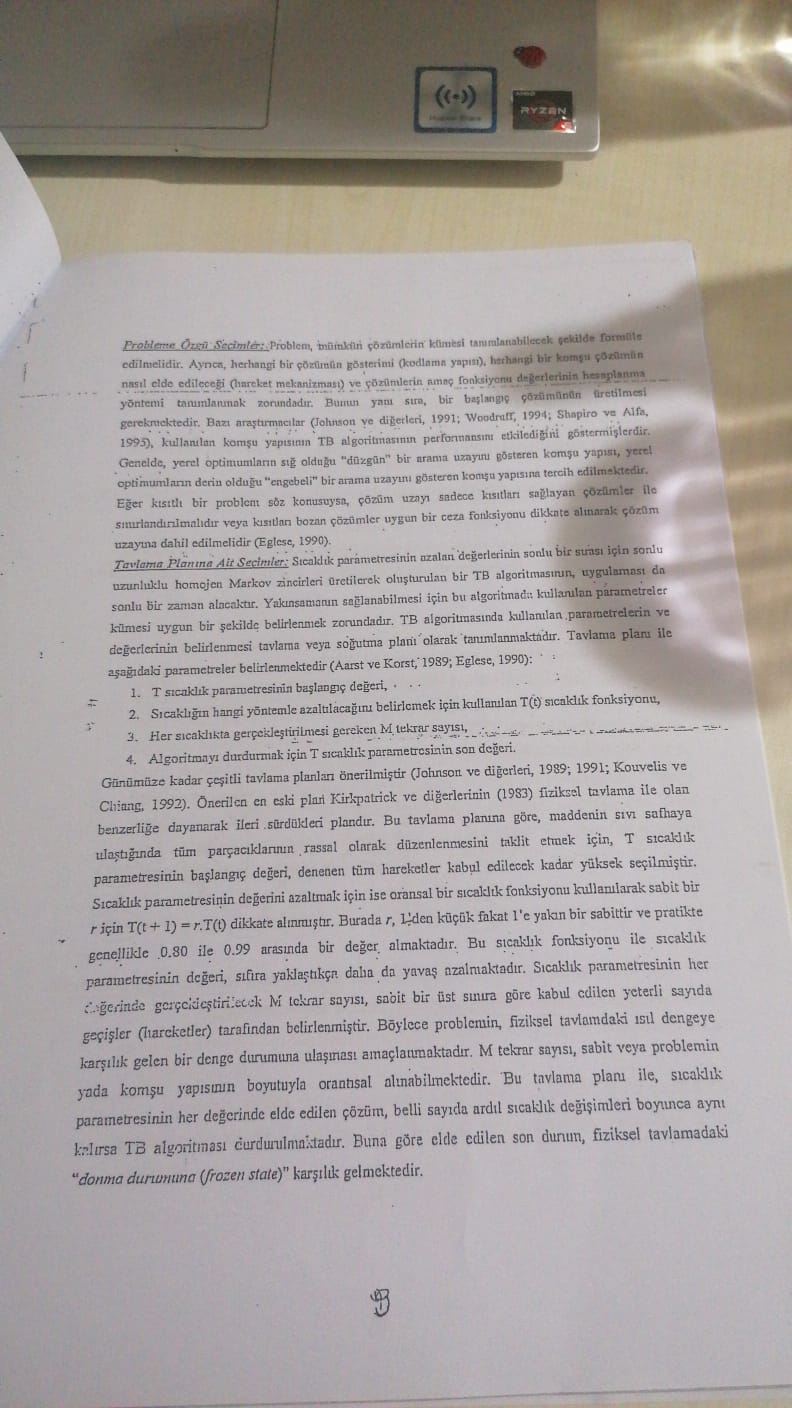 Huawei Share
AMD
RYZEN
5
Probleme Özgü Seçimler: Problem, mümkün çözümlerin kümesi tanımlanabilecek şekilde formüle
edilmelidir. Ayrıca, herhangi bir çözümün gösterimi (kodlama yapısı), herhangi bir komşu çözümün
nasıl elde edileceği (hareket mekanizması) ve çözümlerin amaç fonksiyonu değerlerinin hesaplanma
yöntemi tanımlanmak zorundadır. Bunun yanı sıra, bir başlangıç çözümünün üretilmesi
gerekmektedir. Bazı araştırmacılar (Johnson ve diğerleri, 1991; Woodruff, 1994; Shapiro ve Alfa,
1995), kullanılan komşu yapısının TB algoritmasının performansını etkilediğini göstermişlerdir.
Genelde, yerel optimumların sığ olduğu "düzgün" bir arama uzayını gösteren komşu yapısı, yerel
optimumların derin olduğu "engebeli" bir arama uzayını gösteren komşu yapısına tercih edilmektedir.
Eğer kısıtlı bir problem söz konusuysa, çözüm uzayı sadece kısıtları sağlayan çözümler ile
sınırlandırılmalıdır veya kısıtları bozan çözümler uygun bir ceza fonksiyonu dikkate alınarak çözüm
uzayına dahil edilmelidir (Eglese, 1990).
Tavlama Planına Ait Seçimler: Sıcaklık parametresinin azalan değerlerinin sonlu bir sırası için sonlu
uzunluklu homojen Markov zincirleri üretilerek oluşturulan bir TB algoritmasının, uygulaması da
sonlu bir zaman alacaktır. Yakınsamanın sağlanabilmesi için bu algoritmada kullanılan parametreler
kümesi uygun bir şekilde belirlenmek zorundadır. TB algoritmasında kullanılan parametrelerin ve
değerlerinin belirlenmesi tavlama veya soğutma planı olarak tanımlanmaktadır. Tavlama planı ile
aşağıdaki parametreler belirlenmektedir (Aarst ve Korst, 1989; Eglese, 1990):
1. T sıcaklık parametresinin başlangıç değeri,
2. Sıcaklığın hangi yöntemle azaltılacağını belirlemek için kullanılan T(t) sıcaklık fonksiyonu,
3. Her sıcaklıkta gerçekleştirilmesi gereken M tekrar sayısı,
4. Algoritmayı durdurmak için T sıcaklık parametresinin son değeri.
Günümüze kadar çeşitli tavlama planları önerilmiştir (Johnson ve diğerleri, 1989; 1991; Kouvelis ve
Chiang, 1992). Önerilen en eski plan Kirkpatrick ve diğerlerinin (1983) fiziksel tavlama ile olan
benzerliğe dayanarak ileri sürdükleri plandır. Bu tavlama planına göre, maddenin sıvı safhaya
ulaştığında tüm parçacıklarının rassal olarak düzenlenmesini taklit etmek için, T sıcaklık
parametresinin başlangıç değeri, denenen tüm hareketler kabul edilecek kadar yüksek seçilmiştir.
Sıcaklık parametresinin değerini azaltmak için ise oransal bir sıcaklık fonksiyonu kullanılarak sabit bir
r için T(t + 1) = r.T(t) dikkate alınmıştır. Burada r, 1'den küçük fakat 1'e yakın bir sabittir ve pratikte
genellikle 0.80 ile 0.99 arasında bir değer almaktadır. Bu sıcaklık fonksiyonu ile sıcaklık
parametresinin değeri, sıfıra yaklaştıkça daha da yavaş azalmaktadır. Sıcaklık parametresinin her
değerinde gerçekleştirilecek M tekrar sayısı, sabit bir üst sınıra göre kabul edilen yeterli sayıda
geçişler (hareketler) tarafından belirlenmiştir. Böylece problemin, fiziksel tavlamdaki ısıl dengeye
karşılık gelen bir denge durumuna ulaşması amaçlanmaktadır. M tekrar sayısı, sabit veya problemin
yada komşu yapısının boyutuyla orantısal alınabilmektedir. Bu tavlama planı ile, sıcaklık
parametresinin her değerinde elde edilen çözüm, belli sayıda ardıl sıcaklık değişimleri boyunca aynı
kalırsa TB algoritması durdurulmaktadır. Buna göre elde edilen son durum, fiziksel tavlamadaki
"donma durumuna (frozen state)" karşılık gelmektedir.